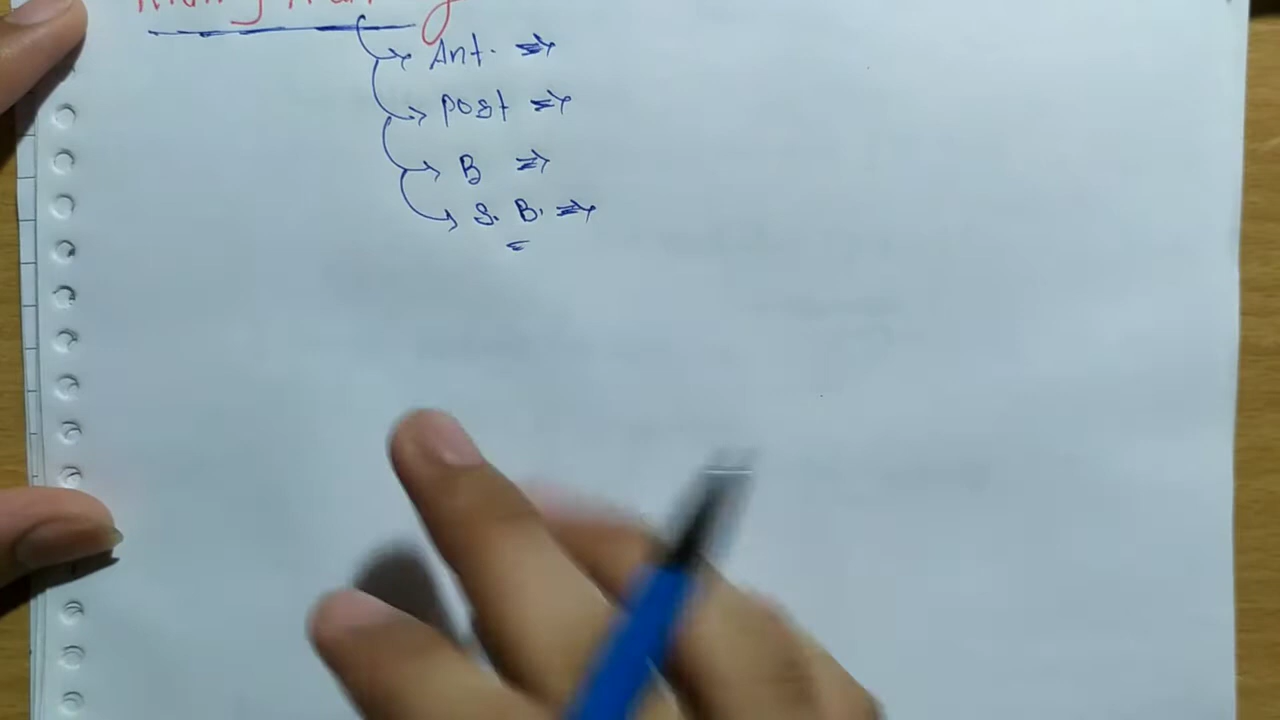 Ant. ⇒
post ⇒
B ⇒
S. B. ⇒